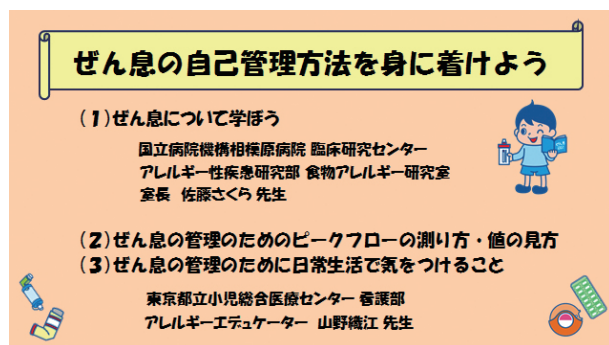 ぜん息の自己管理方法を身に着けよう
(1)ぜん息について学ぼう
国立病院機構相模原病院 臨床研究センター
アレルギー性疾患研究部 食物アレルギー研究室
室長 佐藤さくら 先生
(2)ぜん息の管理のためのピークフローの測り方・値の見方
(3)ぜん息の管理のために日常生活で気をつけること
東京都立小児総合医療センター 看護部
アレルギーエデュケーター 山野織江 先生